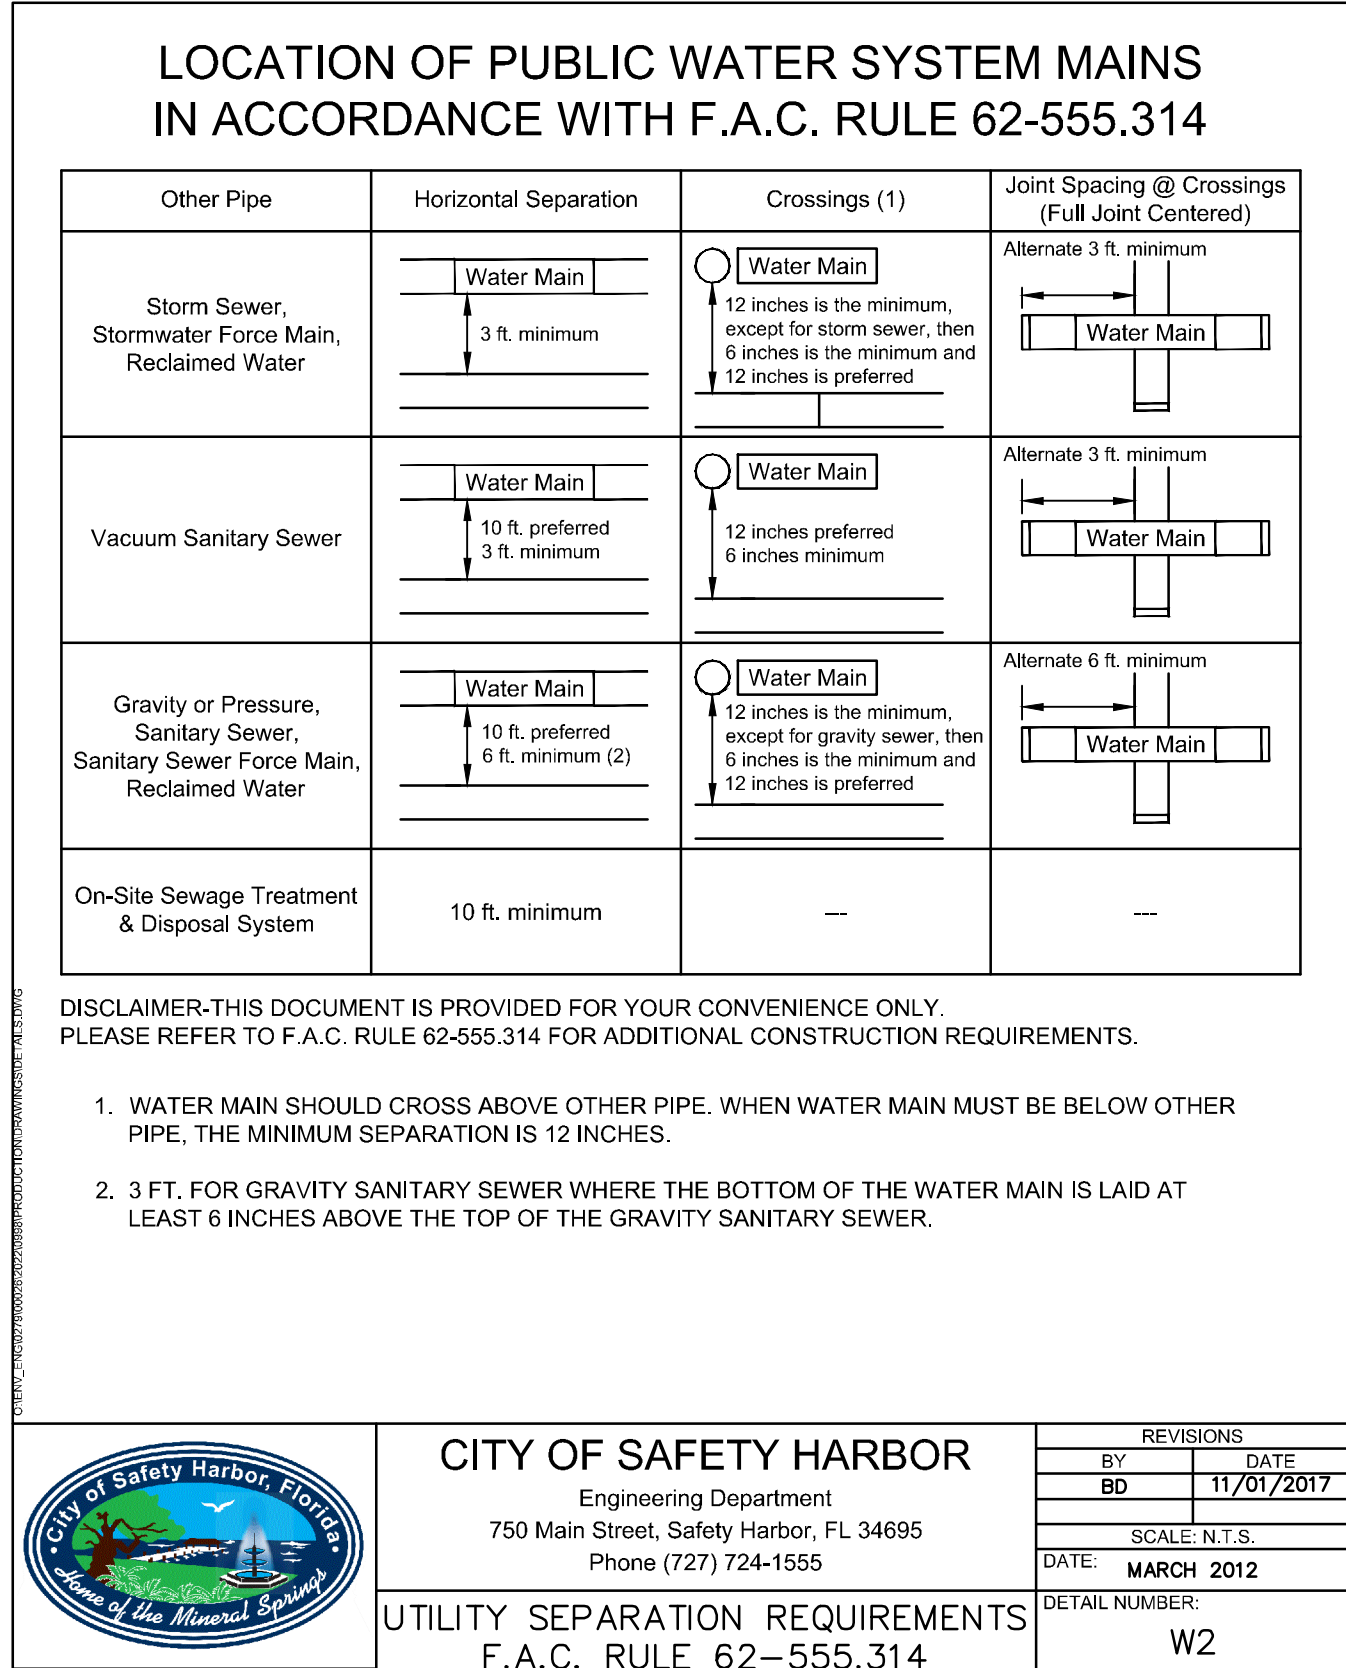 LOCATION OF PUBLIC WATER SYSTEM MAINS
IN ACCORDANCE WITH F.A.C. RULE 62-555.314
Other Pipe
Horizontal Separation
Crossings (1)
Joint Spacing @ Crossings
(Full Joint Centered)
Storm Sewer,
Stormwater Force Main,
Reclaimed Water
Water Main
3 ft. minimum
Water Main
12 inches is the minimum,
except for storm sewer, then
6 inches is the minimum and
12 inches is preferred
Alternate 3 ft. minimum
Water Main
Vacuum Sanitary Sewer
Water Main
10 ft. preferred
3 ft. minimum
Water Main
12 inches preferred
6 inches minimum
Alternate 3 ft. minimum
Water Main
Gravity or Pressure,
Sanitary Sewer,
Sanitary Sewer Force Main,
Reclaimed Water
Water Main
10 ft. preferred
6 ft. minimum (2)
Water Main
12 inches is the minimum,
except for gravity sewer, then
6 inches is the minimum and
12 inches is preferred
Alternate 6 ft. minimum
Water Main
On-Site Sewage Treatment
& Disposal System
10 ft. minimum
---
---
DISCLAIMER-THIS DOCUMENT IS PROVIDED FOR YOUR CONVENIENCE ONLY.
PLEASE REFER TO F.A.C. RULE 62-555.314 FOR ADDITIONAL CONSTRUCTION REQUIREMENTS.
1. WATER MAIN SHOULD CROSS ABOVE OTHER PIPE. WHEN WATER MAIN MUST BE BELOW OTHER
PIPE, THE MINIMUM SEPARATION IS 12 INCHES.
2. 3 FT. FOR GRAVITY SANITARY SEWER WHERE THE BOTTOM OF THE WATER MAIN IS LAID AT
LEAST 6 INCHES ABOVE THE TOP OF THE GRAVITY SANITARY SEWER.
O:\ENV_ENG\0279\00026\2022\0998\PRODUCTION\DRAWINGS\DETAILS.DWG
City of Safety Harbor, Florida
Home of the Mineral Springs
CITY OF SAFETY HARBOR
Engineering Department
750 Main Street, Safety Harbor, FL 34695
Phone (727) 724-1555
UTILITY SEPARATION REQUIREMENTS
F.A.C. RULE 62-555.314
REVISIONS
BY DATE
BD 11/01/2017
SCALE: N.T.S.
DATE: MARCH 2012
DETAIL NUMBER:
W2